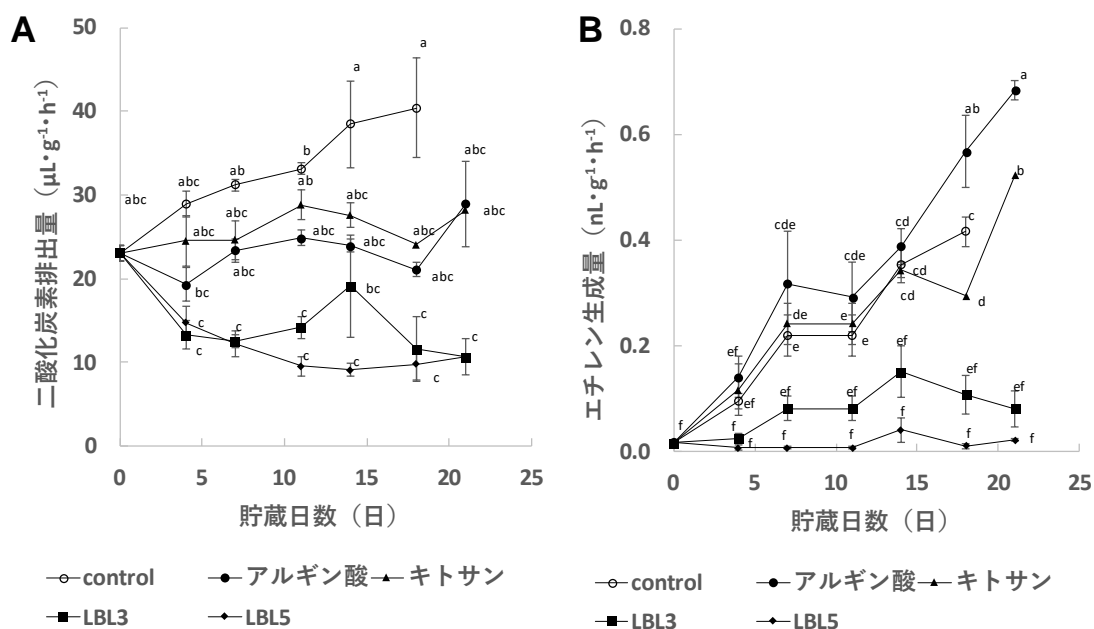 A
50
40
30
20
10
0
二酸化炭素排出量（μL・g⁻¹・h⁻¹）
a
a
b
ab
abc
abc
abc
abc
ab
abc
abc
abc
abc
abc
abc
abc
bc
bc
c
c
c
c
c
c
c
c
0 5 10 15 20 25
貯蔵日数（日）
control アルギン酸 キトサン
LBL3 LBL5
B
0.8
0.6
0.4
0.2
0.0
エチレン生成量（nL・g⁻¹・h⁻¹）
a
ab
b
c
cd
cd
cd
d
cde
cde
de
e
e
e
ef
ef
ef
ef
ef
ef
ef
f
f
f
f
f
f
f
f
0 5 10 15 20 25
貯蔵日数（日）
control アルギン酸 キトサン
LBL3 LBL5